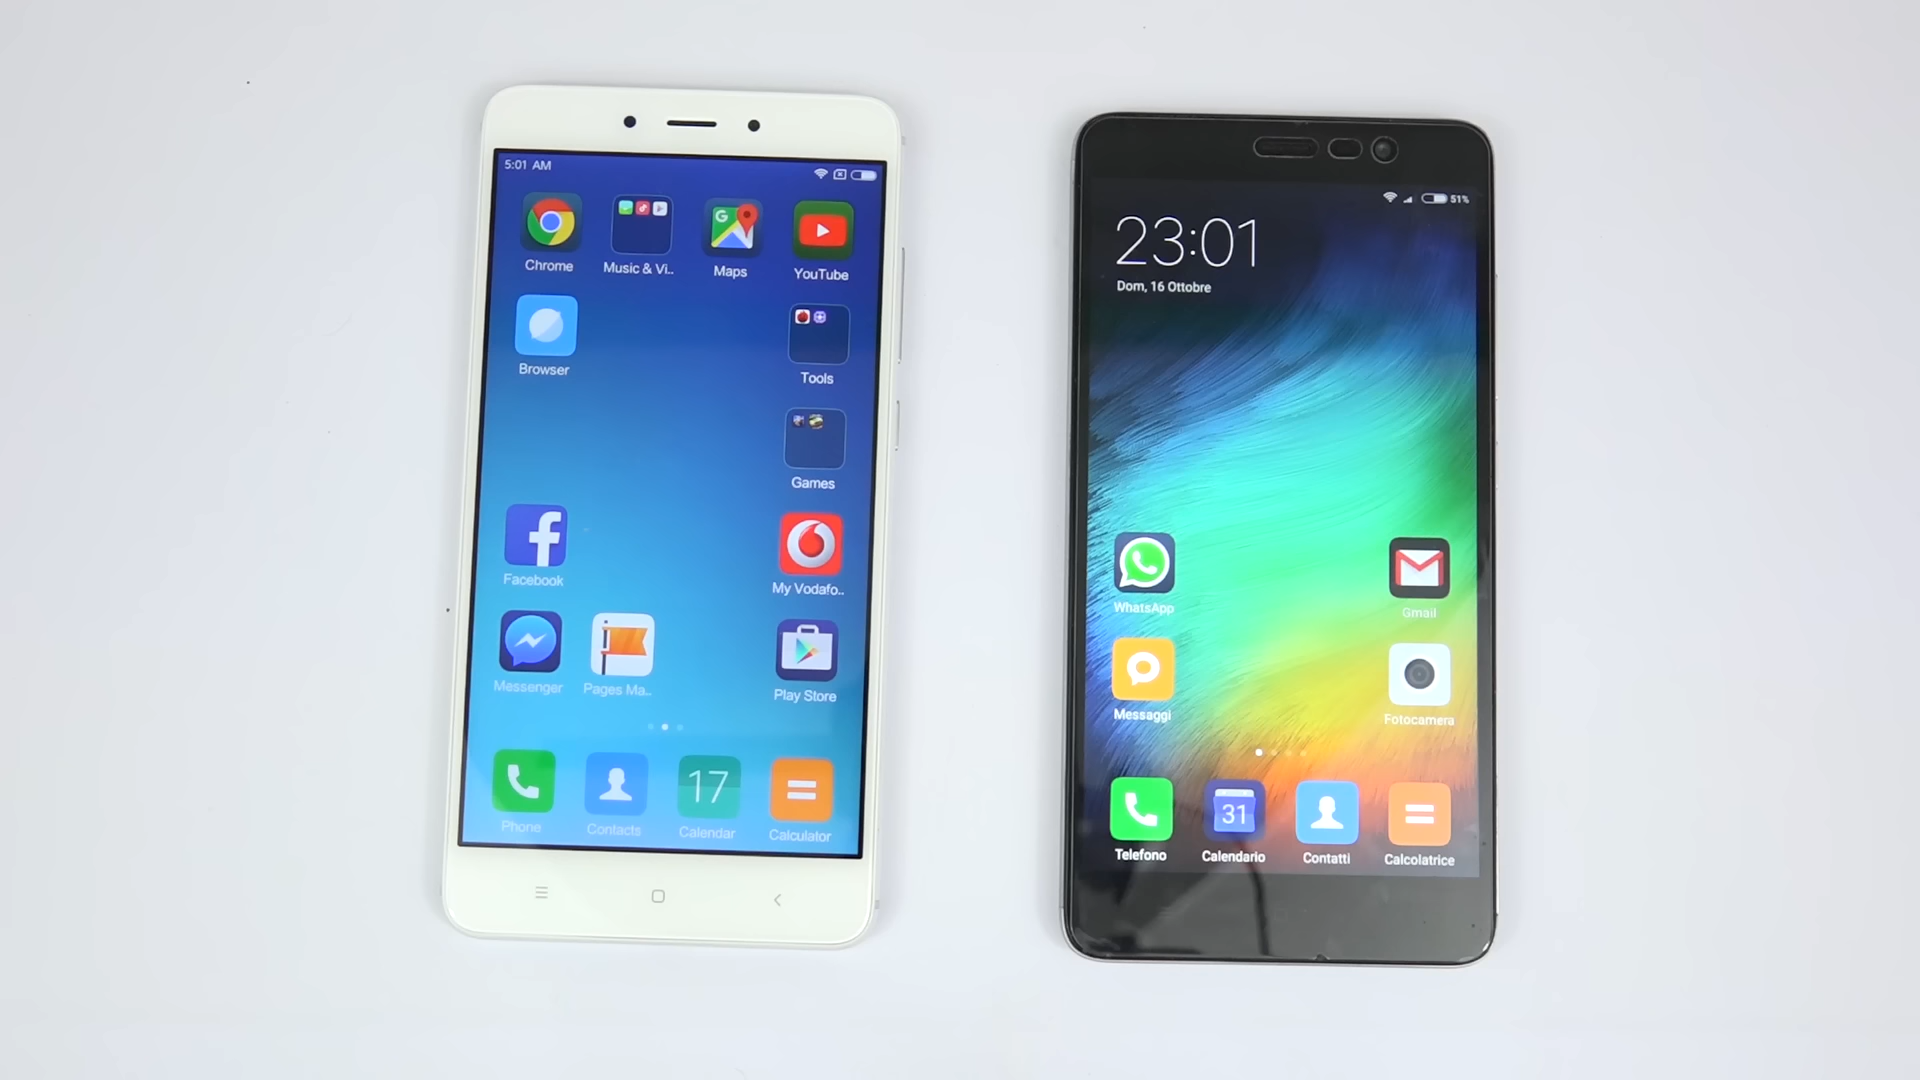 5:01 AM
Chrome
Music & Vi..
Maps
YouTube
Browser
Tools
Games
Facebook
My Vodafo..
Messenger
Pages Ma..
Play Store
17
Phone
Contacts
Calendar
Calculator
51%
23:01
Dom, 16 Ottobre
WhatsApp
Gmail
Messaggi
Fotocamera
31
Telefono
Calendario
Contatti
Calcolatrice